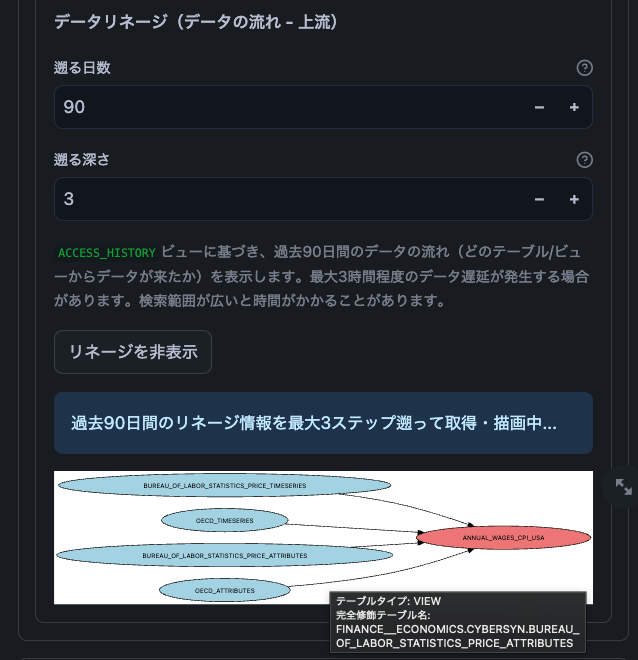 データリネージ（データの流れ - 上流）
遡る日数
90
遡る深さ
3
ACCESS_HISTORY ビューに基づき、過去90日間のデータの流れ（どのテーブル/ビュ
ーからデータが来たか）を表示します。最大3時間程度のデータ遅延が発生する場合
があります。検索範囲が広いと時間がかかることがあります。
リネージを非表示
過去90日間のリネージ情報を最大3ステップ遡って取得・描画中...
BUREAU_OF_LABOR_STATISTICS_PRICE_TIMESERIES
OECD_TIMESERIES
ANNUAL_WAGES_CPI_USA
BUREAU_OF_LABOR_STATISTICS_PRICE_ATTRIBUTES
OECD_ATTRIBUTES
テーブルタイプ: VIEW
完全修飾テーブル名:
FINANCE__ECONOMICS.CYBERSYN.BUREAU_
OF_LABOR_STATISTICS_PRICE_ATTRIBUTES